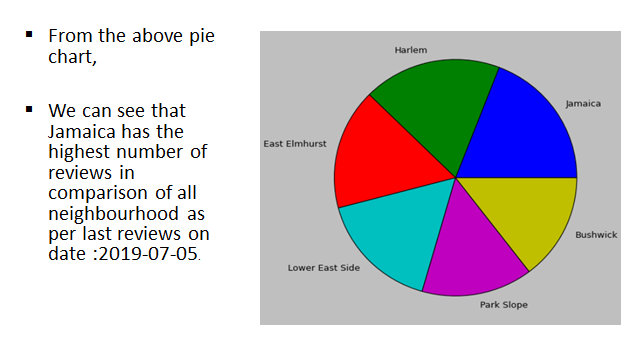 ▪ From the above pie
chart,
▪ We can see that
Jamaica has the
highest number of
reviews in
comparison of all
neighbourhood as
per last reviews on
date :2019-07-05.
Harlem
Jamaica
East Elmhurst
Bushwick
Lower East Side
Park Slope